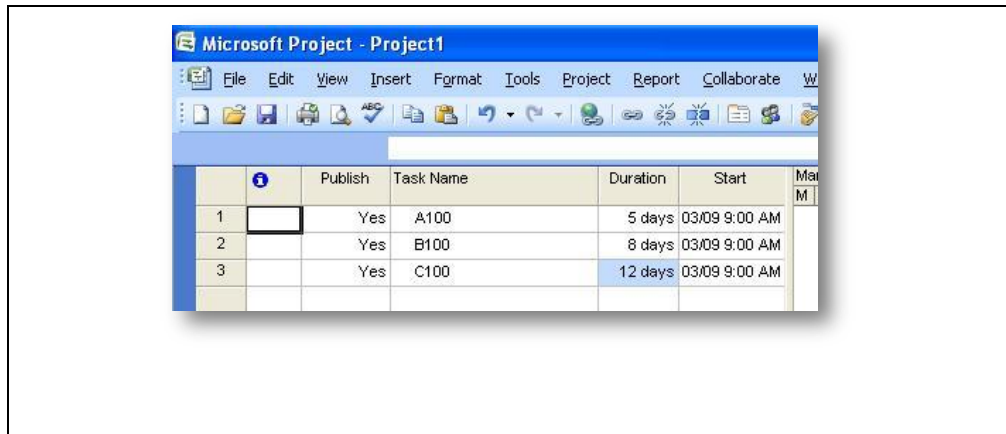 Microsoft Project - Project1
File Edit View Insert Format Tools Project Report Collaborate W
ABC
Publish Task Name Duration Start Mar
M
1 Yes A100 5 days 03/09 9:00 AM
2 Yes B100 8 days 03/09 9:00 AM
3 Yes C100 12 days 03/09 9:00 AM